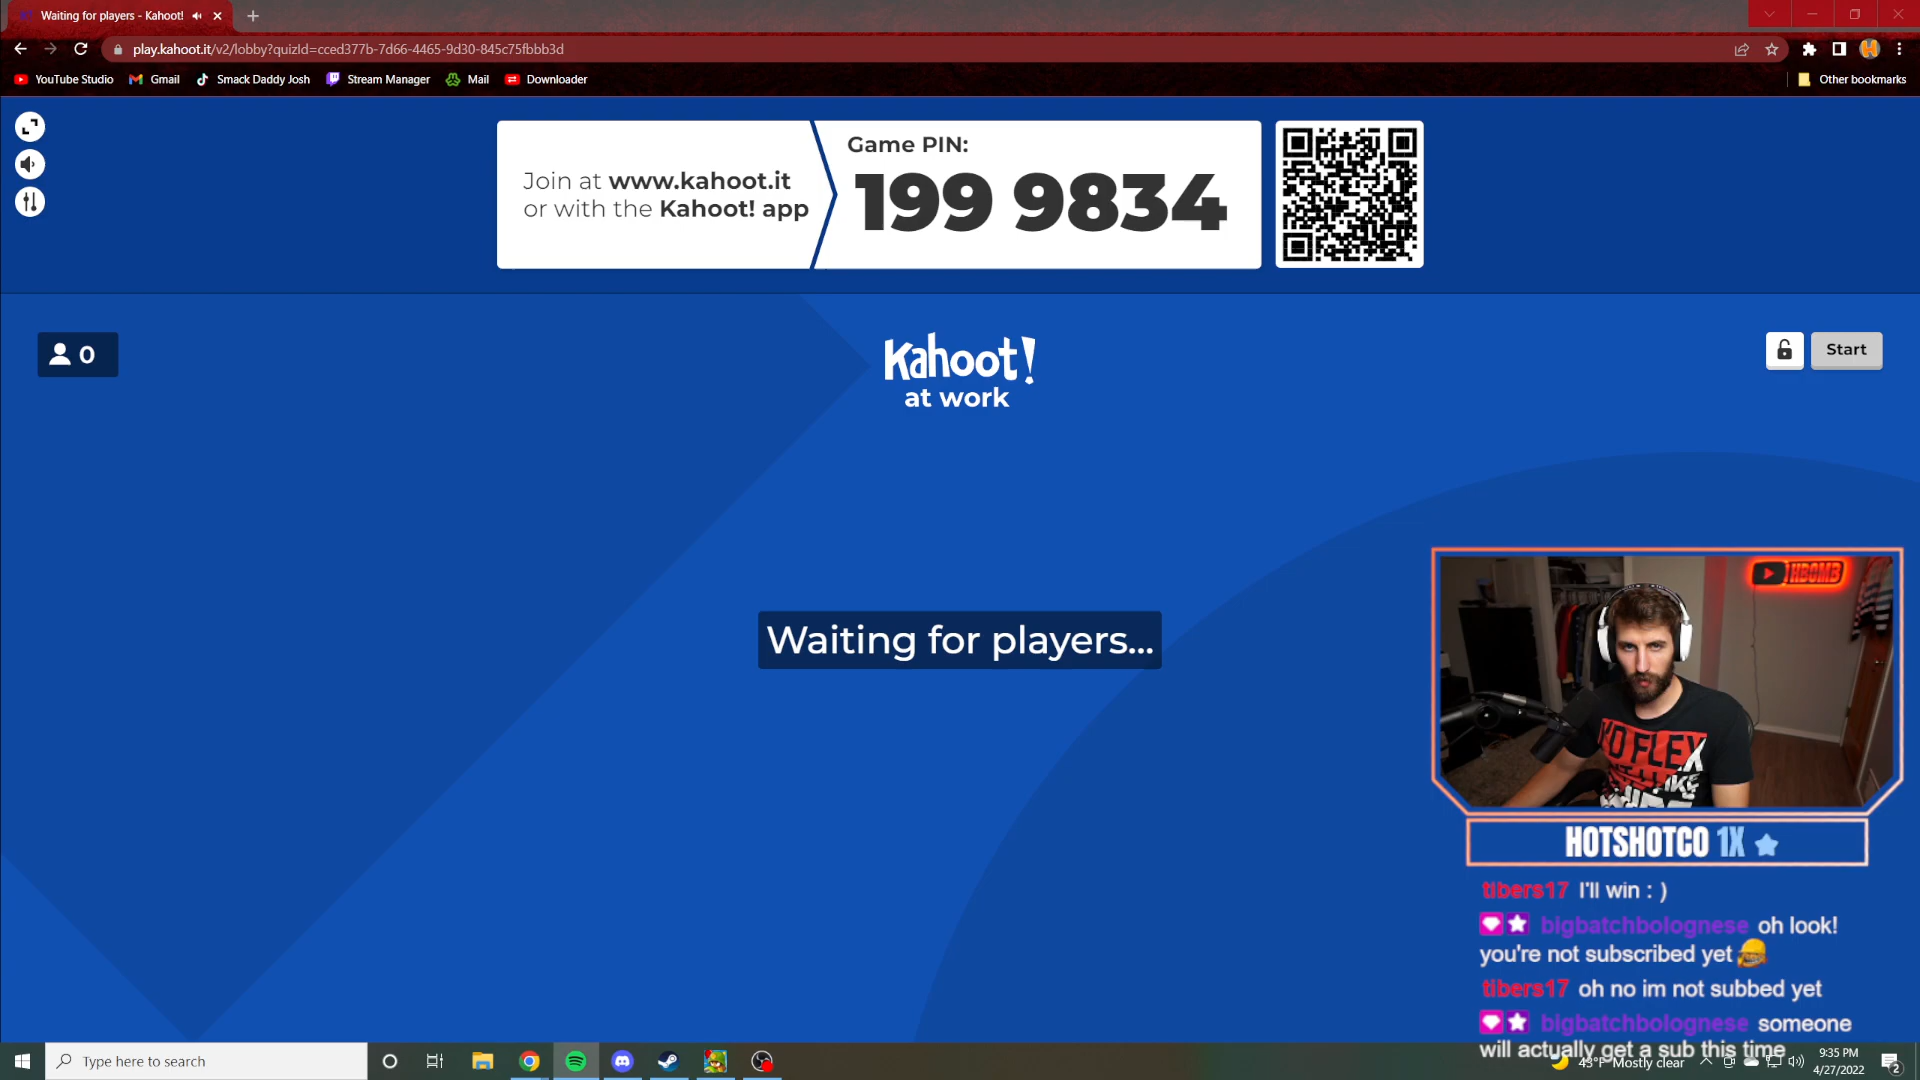 Waiting for players - Kahoot!
play.kahoot.it/v2/lobby?quizId=cced377b-7d66-4465-9d30-845c75fbbb3d
YouTube Studio Gmail Smack Daddy Josh Stream Manager Mail Downloader Other bookmarks
Join at www.kahoot.it
or with the Kahoot! app
Game PIN:
199 9834
0
Kahoot!
at work
Start
Waiting for players...
HBOMB
HOTSHOTCO 1X
tibers17 I'll win : )
bigbatchbolognese oh look!
you're not subscribed yet
tibers17 oh no im not subbed yet
bigbatchbolognese someone
will actually get a sub this time
Type here to search
43°F Mostly clear
9:35 PM
4/27/2022
2